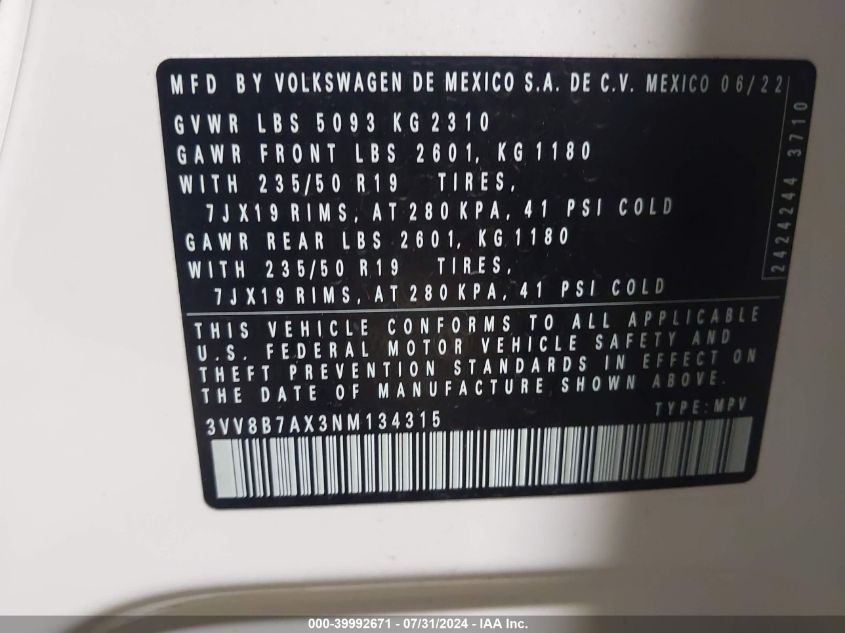 MFD BY VOLKSWAGEN DE MEXICO S.A. DE C.V. MEXICO 06/22
GVWR LBS 5093 KG 2310
GAWR FRONT LBS 2601, KG 1180
WITH 235/50 R19 TIRES,
7JX19 RIMS, AT 280 KPA, 41 PSI COLD
GAWR REAR LBS 2601, KG 1180
WITH 235/50 R19 TIRES,
7JX19 RIMS, AT 280 KPA, 41 PSI COLD
24242444 3710
THIS VEHICLE CONFORMS TO ALL APPLICABLE
U.S. FEDERAL MOTOR VEHICLE SAFETY AND
THEFT PREVENTION STANDARDS IN EFFECT ON
THE DATE OF MANUFACTURE SHOWN ABOVE.
3VV8B7AX3NM134315 TYPE: MPV
000-39992671 - 07/31/2024 - IAA Inc.